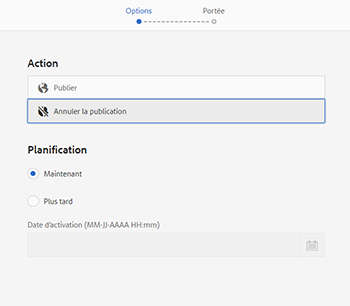 Options Portée
Action
Publier
Annuler la publication
Planification
Maintenant
Plus tard
Date d'activation (MM-JJ-AAAA HH:mm)